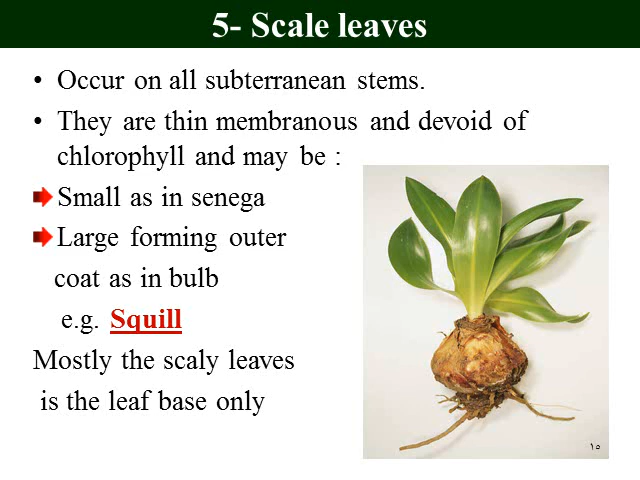 5- Scale leaves
• Occur on all subterranean stems.
• They are thin membranous and devoid of
chlorophyll and may be :
Small as in senega
Large forming outer
coat as in bulb
e.g. Squill
Mostly the scaly leaves
is the leaf base only
١٥